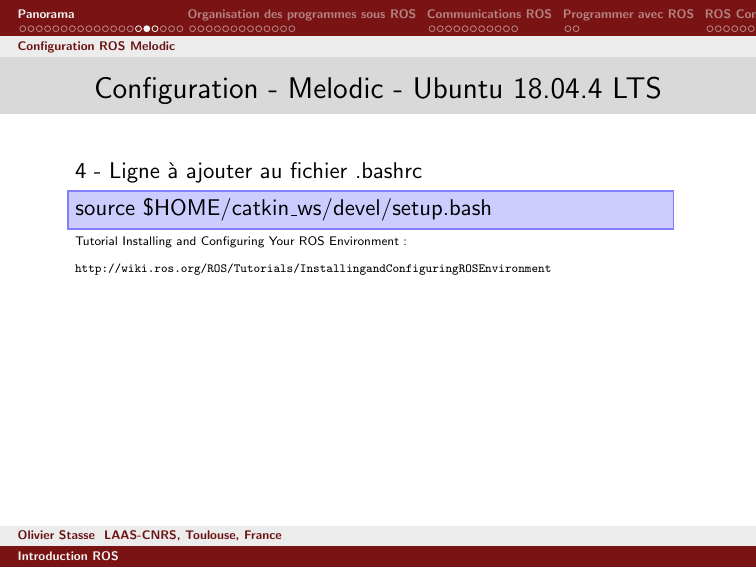 Panorama
Organisation des programmes sous ROS
Communications ROS
Programmer avec ROS
ROS Con
Configuration ROS Melodic
Configuration - Melodic - Ubuntu 18.04.4 LTS
4 - Ligne à ajouter au fichier .bashrc
source $HOME/catkin_ws/devel/setup.bash
Tutorial Installing and Configuring Your ROS Environment :
http://wiki.ros.org/ROS/Tutorials/InstallingandConfiguringROSEnvironment
Olivier Stasse LAAS-CNRS, Toulouse, France
Introduction ROS